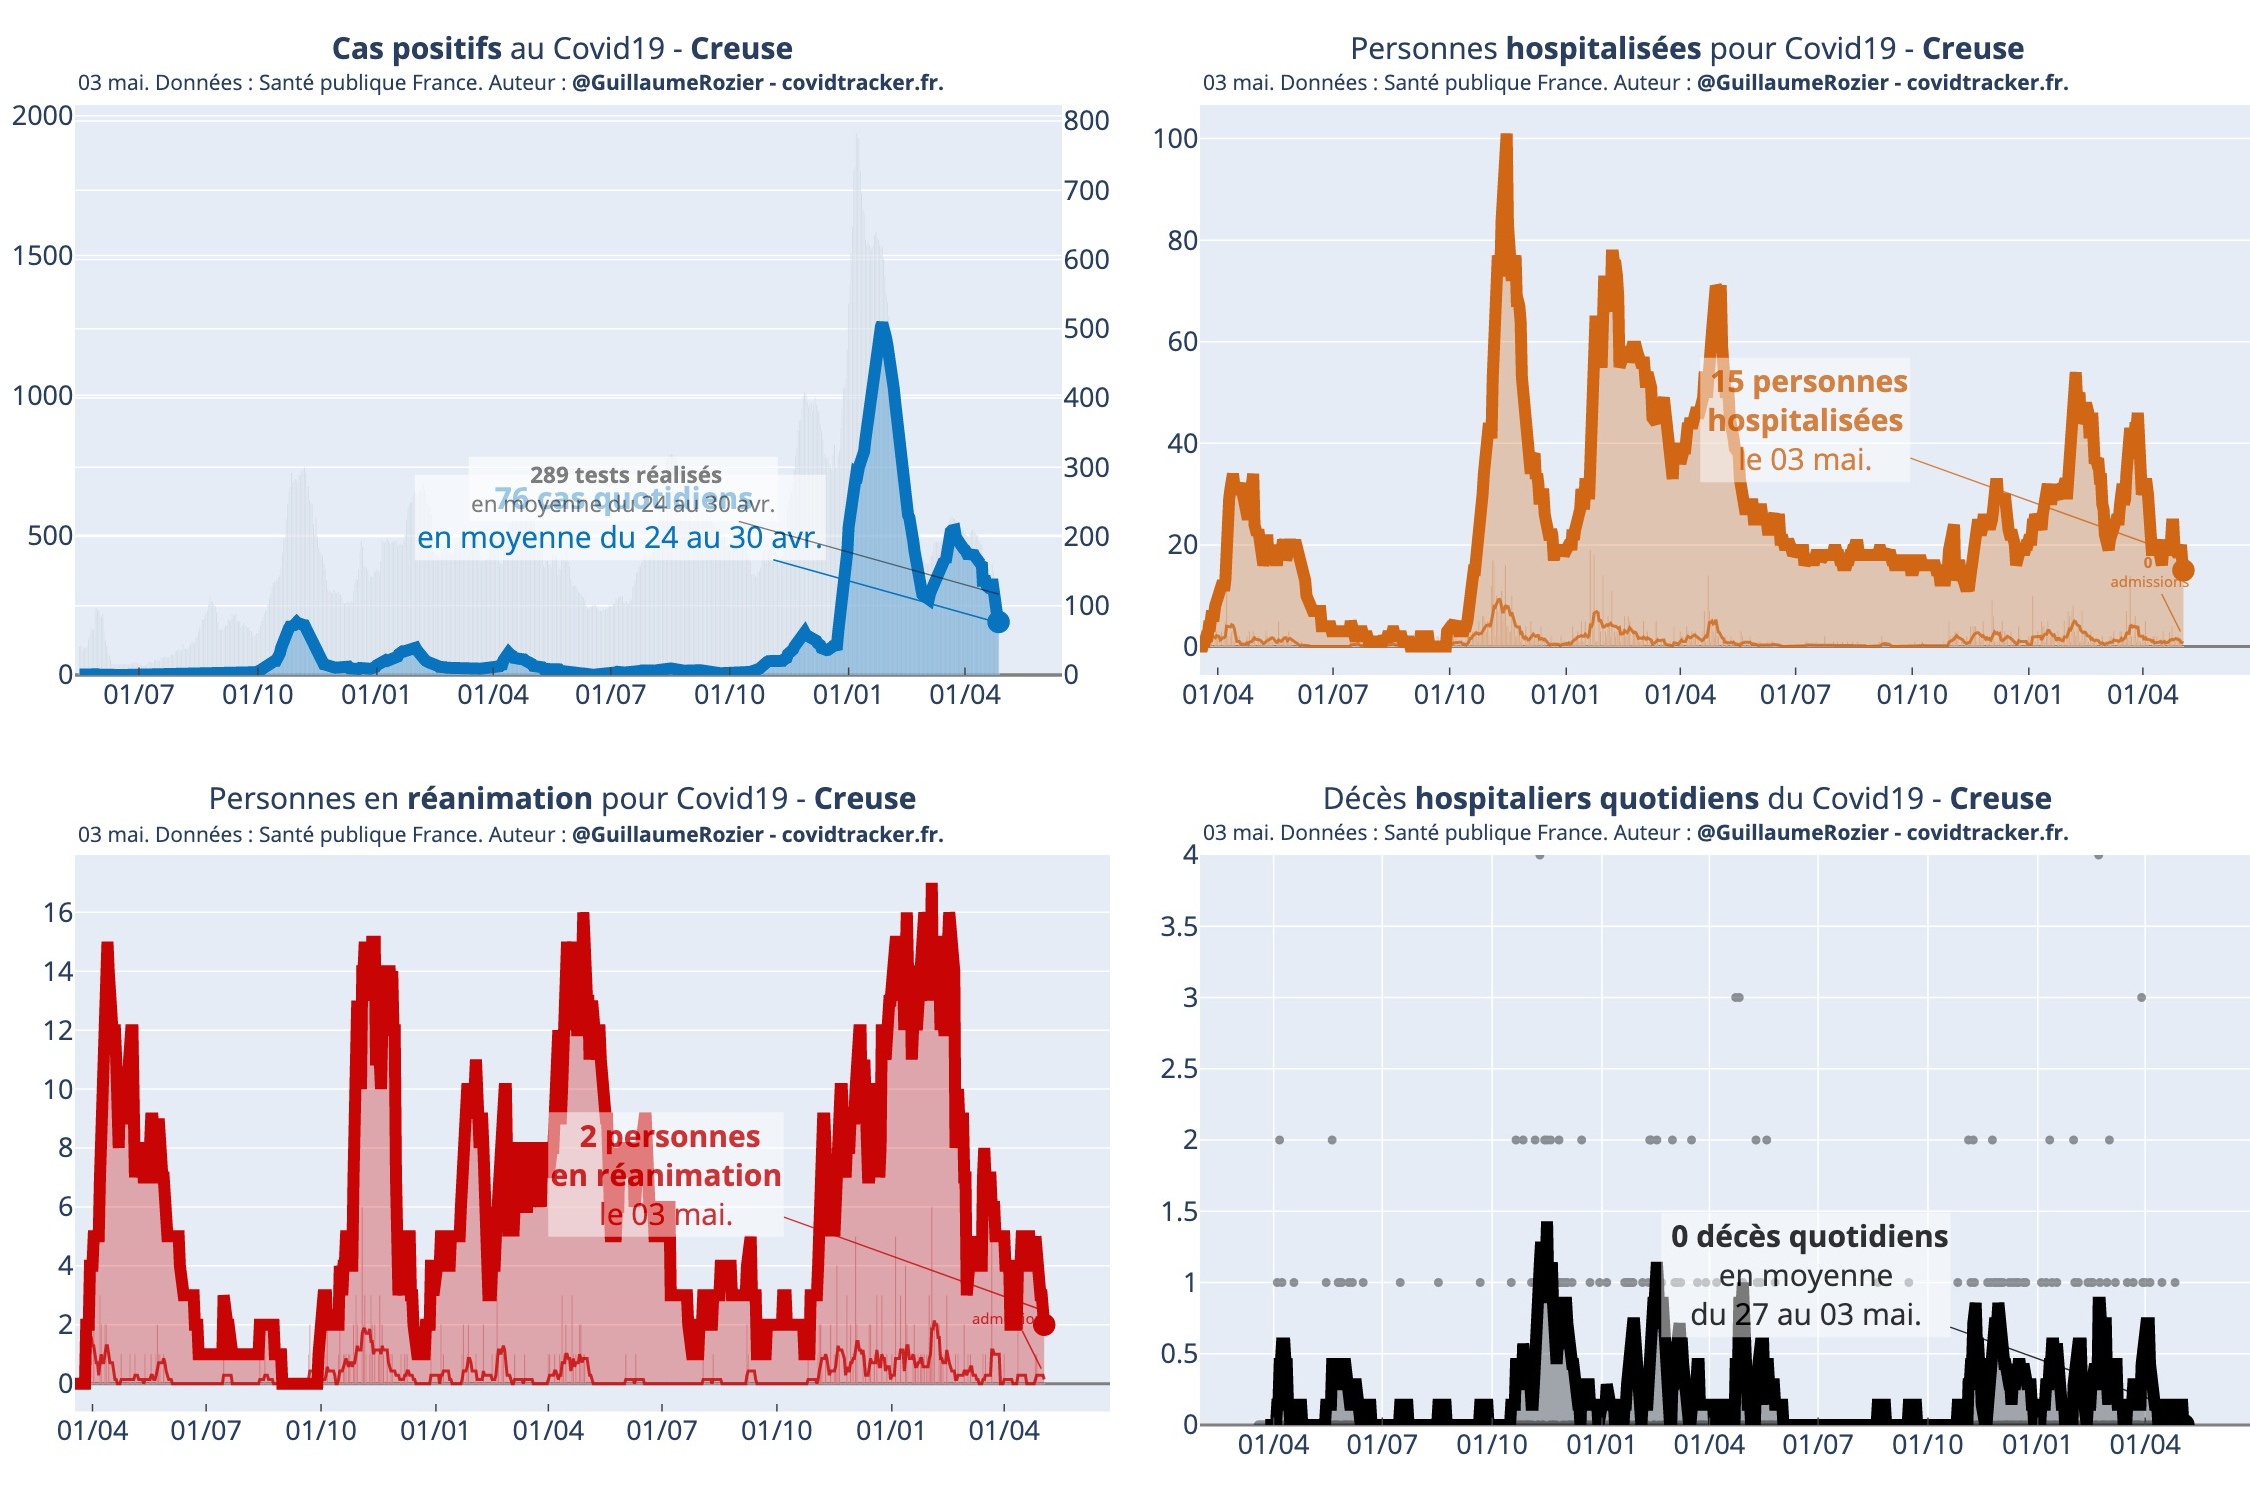 Cas positifs au Covid19 - Creuse
03 mai. Données : Santé publique France. Auteur : @GuillaumeRozier - covidtracker.fr.
2000
1500
1000
500
0
800
700
600
500
400
300
200
100
0
289 tests réalisés
en moyenne du 24 au 30 avr.
76 cas quotidiens
en moyenne du 24 au 30 avr.
01/07 01/10 01/01 01/04 01/07 01/10 01/01 01/04
Personnes hospitalisées pour Covid19 - Creuse
03 mai. Données : Santé publique France. Auteur : @GuillaumeRozier - covidtracker.fr.
100
80
60
40
20
0
15 personnes
hospitalisées
le 03 mai.
0
admissions
01/04 01/07 01/10 01/01 01/04 01/07 01/10 01/01 01/04
Personnes en réanimation pour Covid19 - Creuse
03 mai. Données : Santé publique France. Auteur : @GuillaumeRozier - covidtracker.fr.
16
14
12
10
8
6
4
2
0
2 personnes
en réanimation
le 03 mai.
01/04 01/07 01/10 01/01 01/04 01/07 01/10 01/01 01/04
Décès hospitaliers quotidiens du Covid19 - Creuse
03 mai. Données : Santé publique France. Auteur : @GuillaumeRozier - covidtracker.fr.
4
3.5
3
2.5
2
1.5
1
0.5
0
0 décès quotidiens
en moyenne
du 27 au 03 mai.
01/04 01/07 01/10 01/01 01/04 01/07 01/10 01/01 01/04